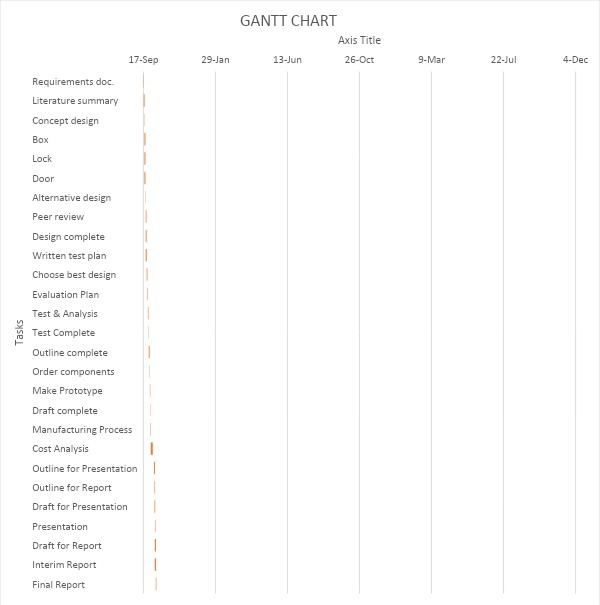 GANTT CHART
Axis Title
17-Sep 29-Jan 13-Jun 26-Oct 9-Mar 22-Jul 4-Dec
Requirements doc.
Literature summary
Concept design
Box
Lock
Door
Alternative design
Peer review
Design complete
Written test plan
Choose best design
Evaluation Plan
Test & Analysis
Test Complete
Outline complete
Order components
Make Prototype
Draft complete
Manufacturing Process
Cost Analysis
Outline for Presentation
Outline for Report
Draft for Presentation
Presentation
Draft for Report
Interim Report
Final Report
Tasks